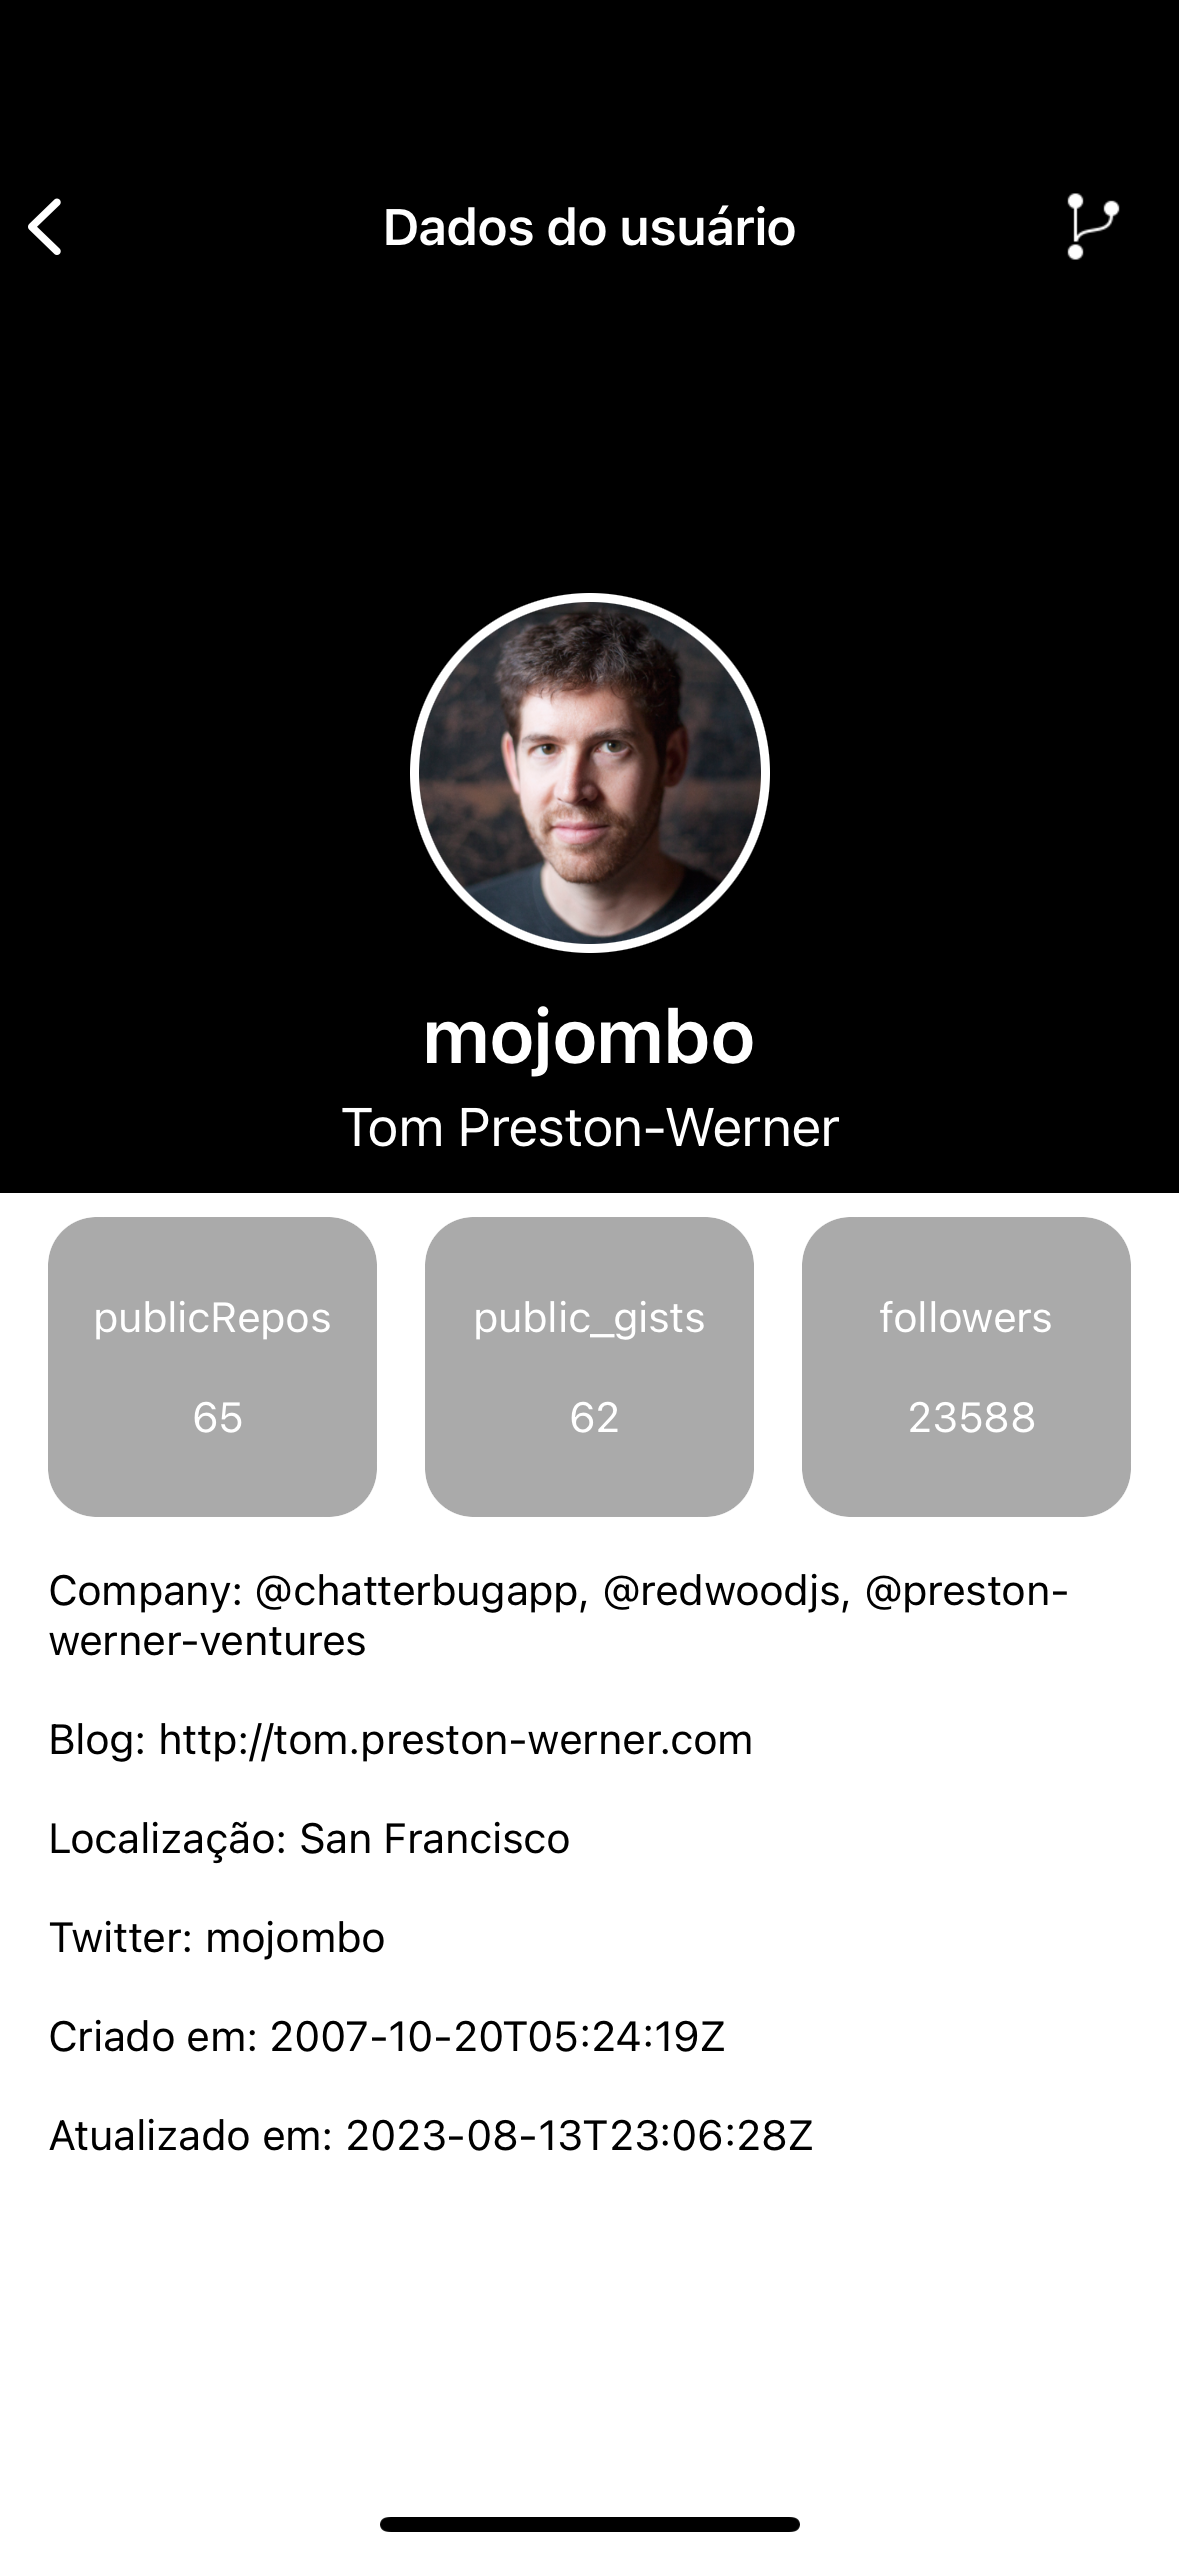 Dados do usuário
mojombo
Tom Preston-Werner
publicRepos
65
public_gists
62
followers
23588
Company: @chatterbugapp, @redwoodjs, @preston-
werner-ventures
Blog: http://tom.preston-werner.com
Localização: San Francisco
Twitter: mojombo
Criado em: 2007-10-20T05:24:19Z
Atualizado em: 2023-08-13T23:06:28Z